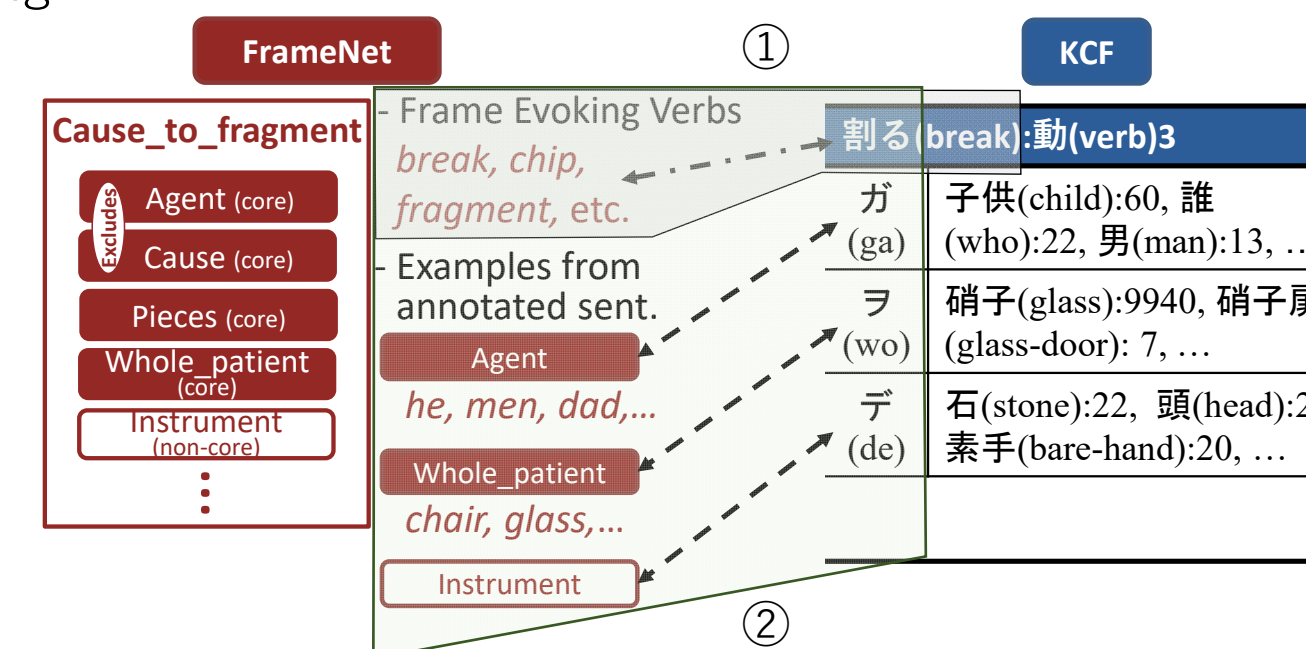 FrameNet
①
KCF
Cause_to_fragment
Excludes
Agent (core)
Cause (core)
Pieces (core)
Whole_patient
(core)
Instrument
(non-core)
- Frame Evoking Verbs
break, chip,
fragment, etc.
- Examples from
annotated sent.
Agent
he, men, dad,...
Whole_patient
chair, glass,...
Instrument
②
割る(break):動(verb)3
ガ
(ga)
子供(child):60, 誰
(who):22, 男(man):13, ..
ヲ
(wo)
硝子(glass):9940, 硝子
(glass-door): 7, …
デ
(de)
石(stone):22, 頭(head):2
素手(bare-hand):20, …